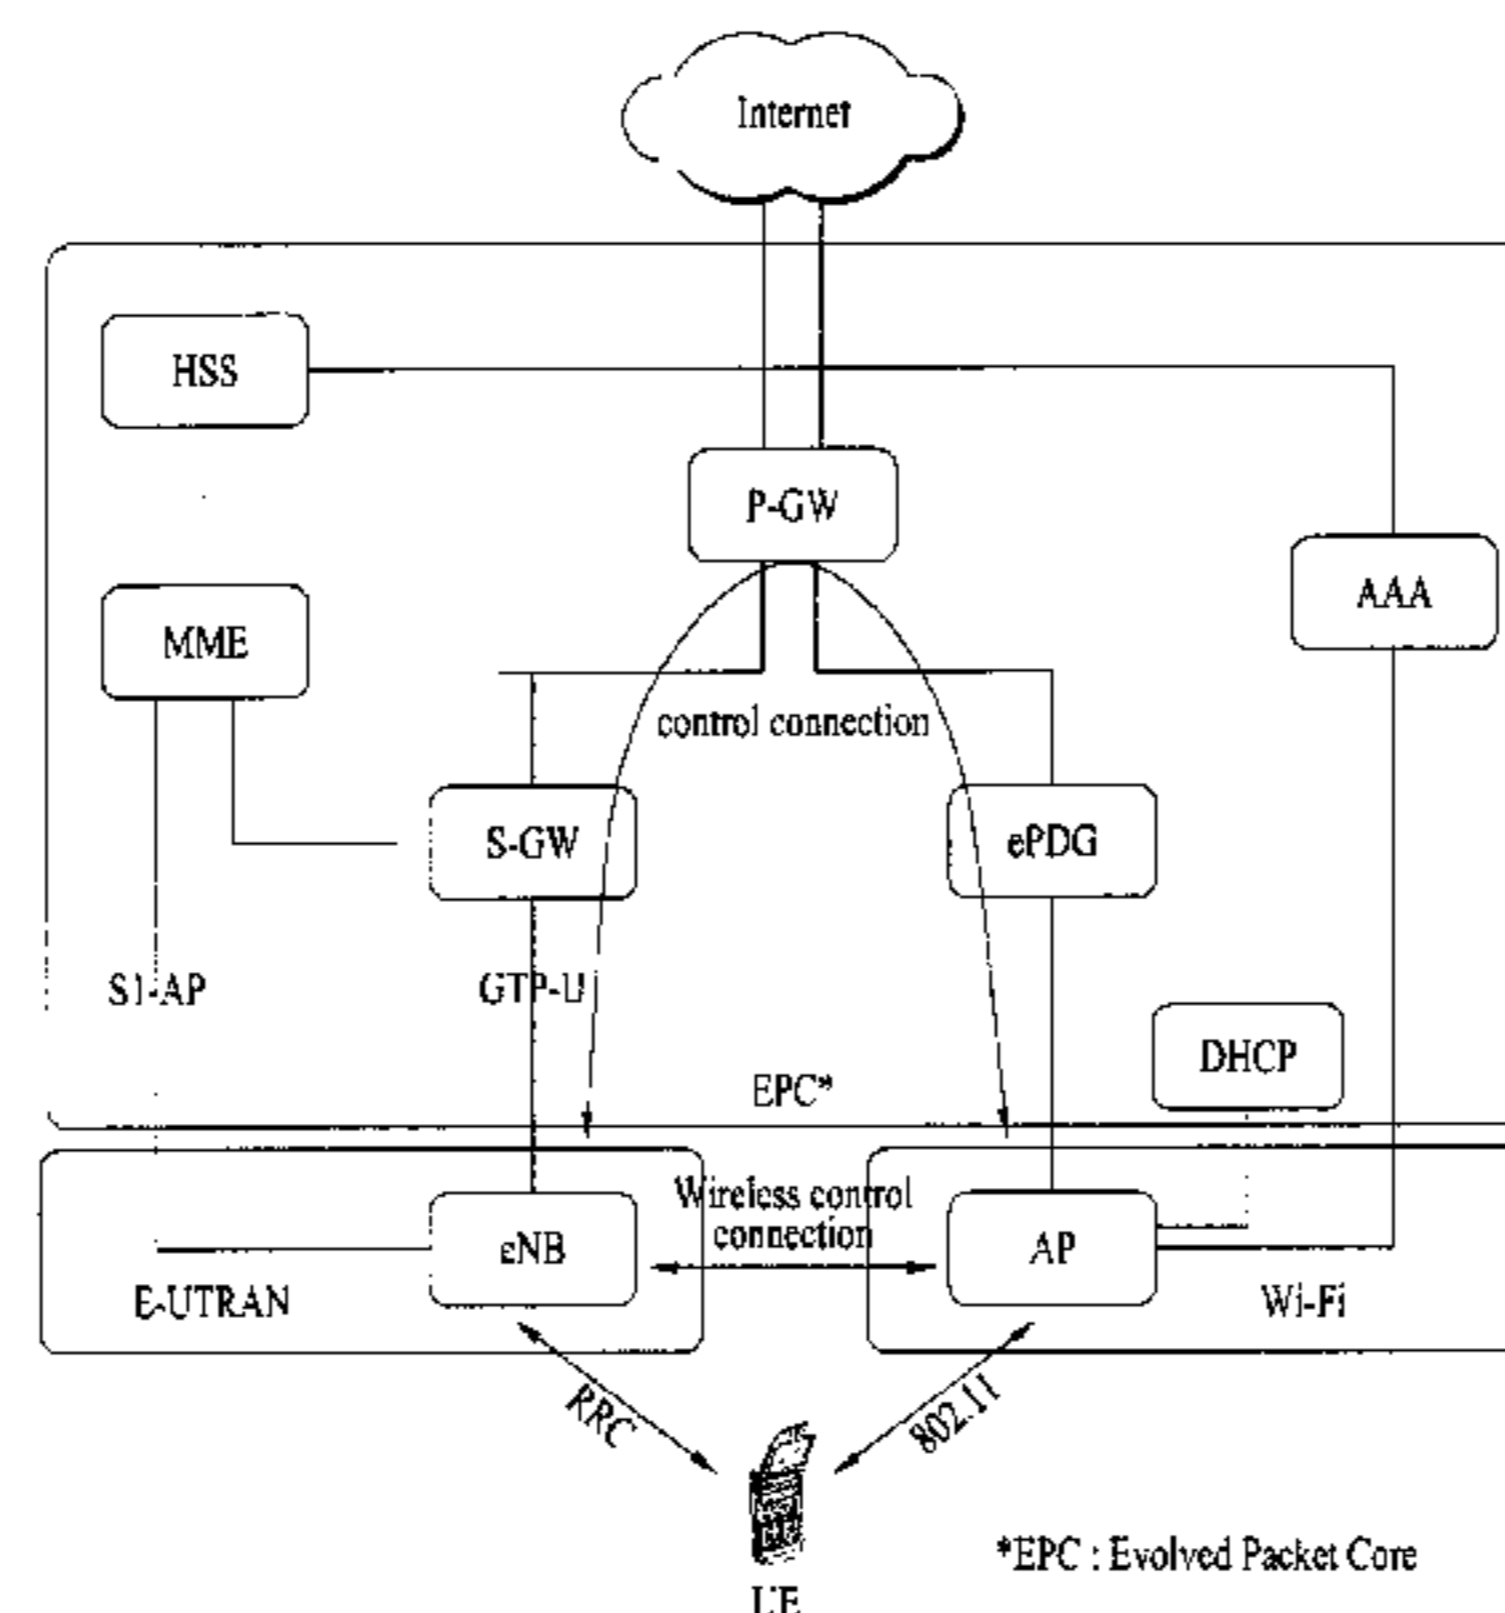 Internet
HSS
P-GW
AAA
MME
control connection
S-GW
ePDG
S1-AP
GTP-U
DHCP
EPC*
Wireless control
connection
eNB
AP
E-UTRAN
Wi-Fi
RRC
802.11
*EPC : Evolved Packet Core
UE